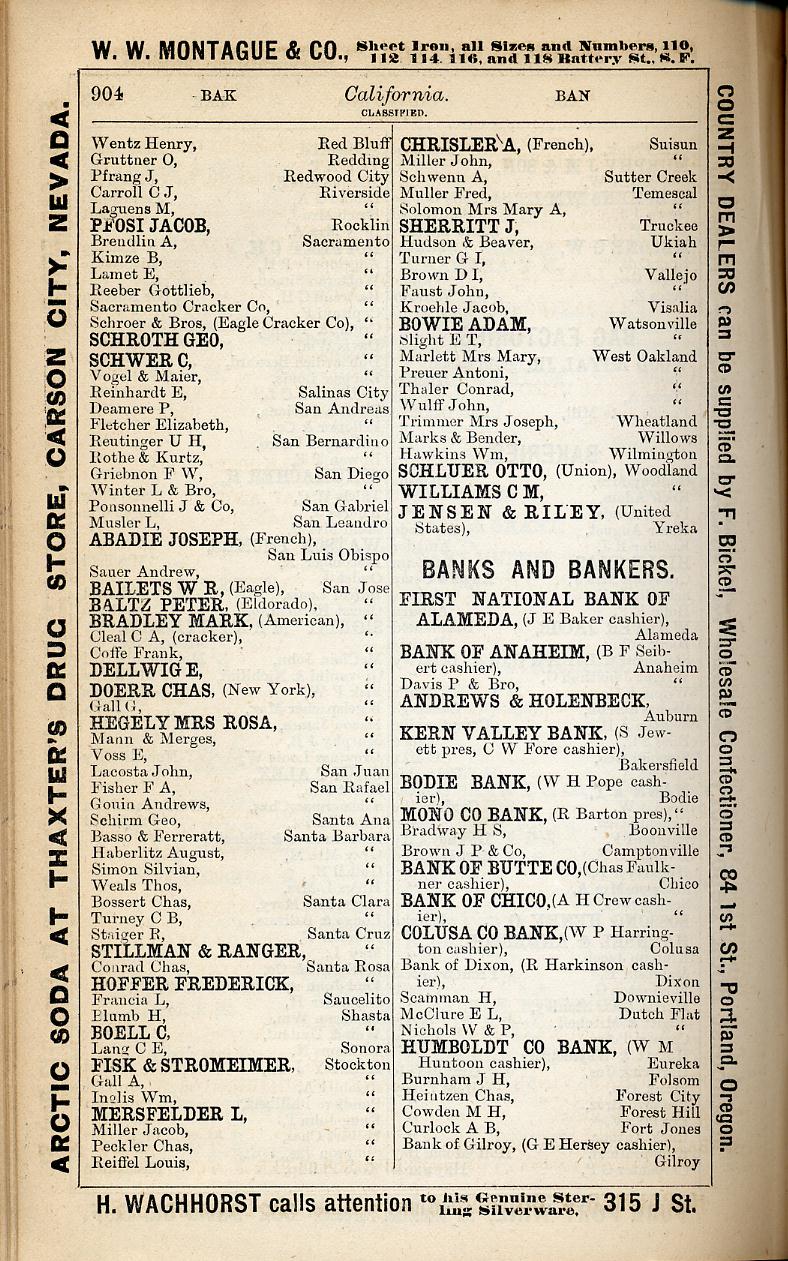 W. W. MONTAGUE & CO., Sheet Iron, all Sizes and Numbers, 110, 112, 114, 116, and 118 Battery St., S. F.
ARCTIC SODA AT THAXTER'S DRUG STORE, CARSON CITY, NEVADA.
904 BAK California. BAN
CLASSIFIED.
Wentz Henry, Red Bluff
Gruttner O, Redding
Pfrang J, Redwood City
Carroll C J, Riverside
Laguens M, “
PFOSI JACOB, Rocklin
Brendlin A, Sacramento
Kimze B, “
Lamet E, “
Reeber Gottlieb, “
Sacramento Cracker Co, “
Schroer & Bros, (Eagle Cracker Co), “
SCHROTH GEO, “
SCHWER C, “
Vogel & Maier, “
Reinhardt E, Salinas City
Deamere P, San Andreas
Fletcher Elizabeth, “
Reutinger U H, San Bernardino
Rothe & Kurtz, “
Griebnon F W, San Diego
Winter L & Bro, “
Ponsonnelli J & Co, San Gabriel
Musler L, San Leandro
ABADIE JOSEPH, (French),
San Luis Obispo
Sauer Andrew, “
BAILETS W R, (Eagle), San Jose
BALTZ PETER, (Eldorado), “
BRADLEY MARK, (American), “
Cleal C A, (cracker), “
Coffe Frank, “
DELLWIG E, “
DOERR CHAS, (New York), “
Gall G, “
HEGELY MRS ROSA, “
Mann & Merges, “
Voss E, “
Lacosta John, San Juan
Fisher F A, San Rafael
Gouin Andrews, “
Schirm Geo, Santa Ana
Basso & Ferreratt, Santa Barbara
Haberlitz August, “
Simon Silvian, “
Weals Thos, “
Bossert Chas, Santa Clara
Turney C B, “
Staiger R, Santa Cruz
STILLMAN & RANGER, “
Conrad Chas, Santa Rosa
HOFFER FREDERICK, “
Francia L, Saucelito
Blumb H, Shasta
BOELL C, “
Lang C E, Sonora
FISK & STROMEIMER, Stockton
Gall A, “
Inglis Wm, “
MERSFELDER L, “
Miller Jacob, “
Peckler Chas, “
Reiffel Louis, “
CHRISLER A, (French), Suisun
Miller John, “
Schwenn A, Sutter Creek
Muller Fred, Temescal
Solomon Mrs Mary A, “
SHERRITT J, Truckee
Hudson & Beaver, Ukiah
Turner G I, “
Brown D I, Vallejo
Faust John, “
Kroehle Jacob, Visalia
BOWIE ADAM, Watsonville
Slight E T, “
Marlett Mrs Mary, West Oakland
Preuer Antoni, “
Thaler Conrad, “
Wulff John, “
Trimmer Mrs Joseph, Wheatland
Marks & Bender, Willows
Hawkins Wm, Wilmington
SCHLUER OTTO, (Union), Woodland
WILLIAMS C M, “
JENSEN & RILEY, (United
States), Yreka
BANKS AND BANKERS.
FIRST NATIONAL BANK OF
ALAMEDA, (J E Baker cashier),
Alameda
BANK OF ANAHEIM, (B F Seib-
ert cashier), Anaheim
Davis P & Bro, “
ANDREWS & HOLENBECK,
Auburn
KERN VALLEY BANK, (S Jew-
ett pres, C W Fore cashier),
Bakersfield
BODIE BANK, (W H Pope cash-
ier), Bodie
MONO CO BANK, (R Barton pres), “
Bradway H S, Boonville
Brown J P & Co, Camptonville
BANK OF BUTTE CO, (Chas Faulk-
ner cashier), Chico
BANK OF CHICO, (A H Crew cash-
ier), “
COLUSA CO BANK, (W P Harring-
ton cashier), Colusa
Bank of Dixon, (R Harkinson cash-
ier), Dixon
Scamman H, Downieville
McClure E L, Dutch Flat
Nichols W & P, “
HUMBOLDT CO BANK, (W M
Huntoon cashier), Eureka
Burnham J H, Folsom
Heintzen Chas, Forest City
Cowden M H, Forest Hill
Curlock A B, Fort Jones
Bank of Gilroy, (G E Hersey cashier),
Gilroy
COUNTRY DEALERS can be supplied by F. Bickel, Wholesale Confectioner, 84 1st St., Portland, Oregon.
H. WACHHORST calls attention to his Genuine Sterling Silverware, 315 J St.